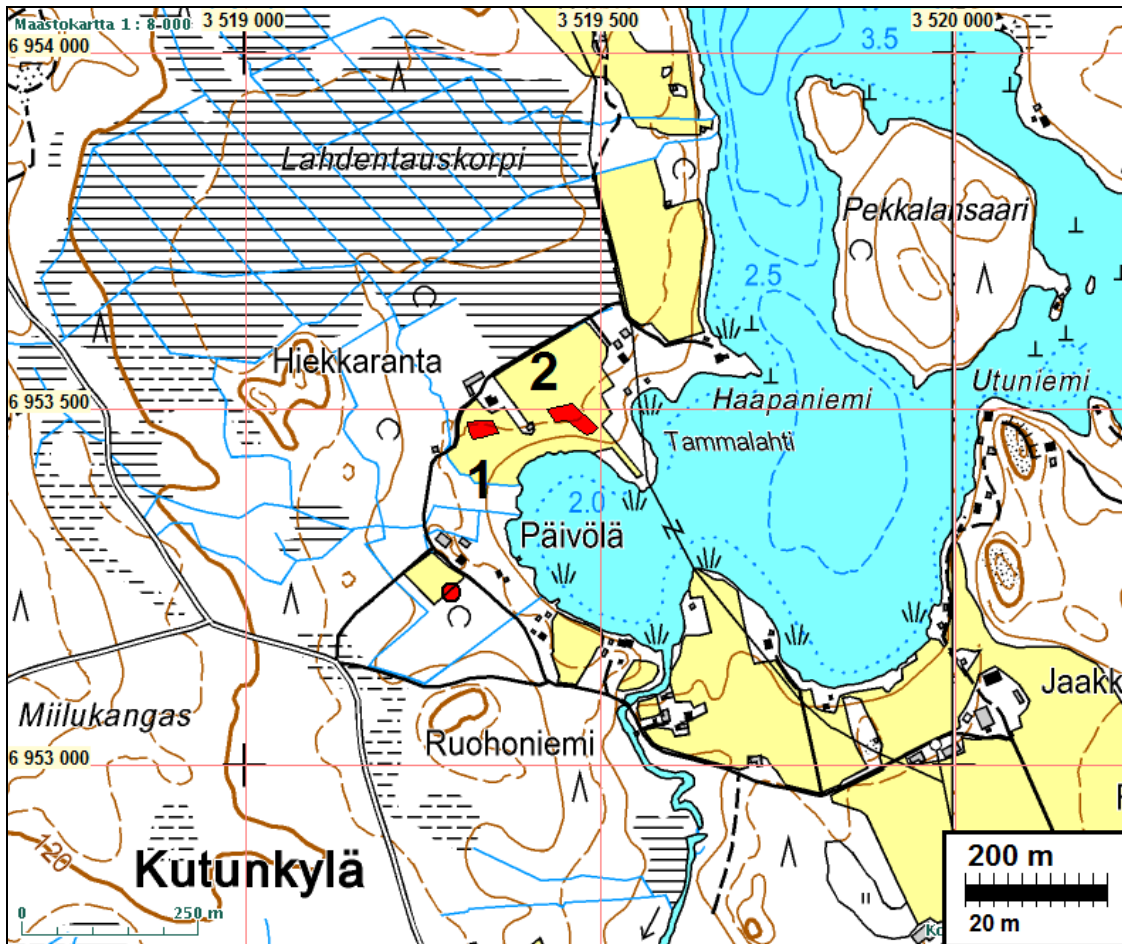 Maastokartta 1 : 8 000
3 519 000
3 519 500
3 520 000
6 954 000
3.5
Lahdentauskorpi
Pekkalansaari
2.5
Hiekkaranta
2
Utuniemi
Haapaniemi
6 953 500
Tammalahti
1
2.0
Päivölä
Jaakk
Miilukangas
Ruohoniemi
6 953 000
120
Kutunkylä
200 m
20 m
0
250 m
Ko